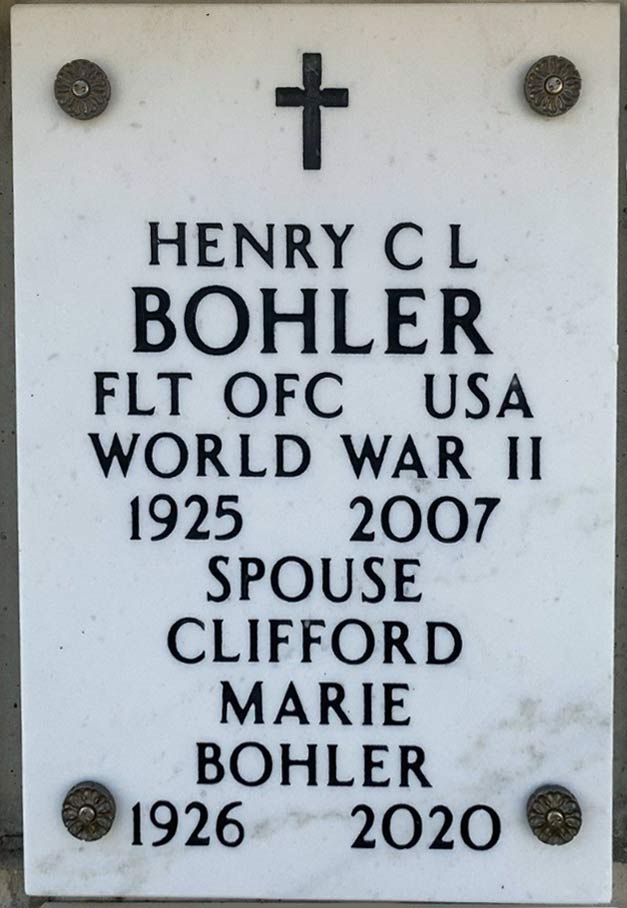 HENRY C L
BOHLER
FLT OFC USA
WORLD WAR II
1925 2007
SPOUSE
CLIFFORD
MARIE
BOHLER
1926 2020